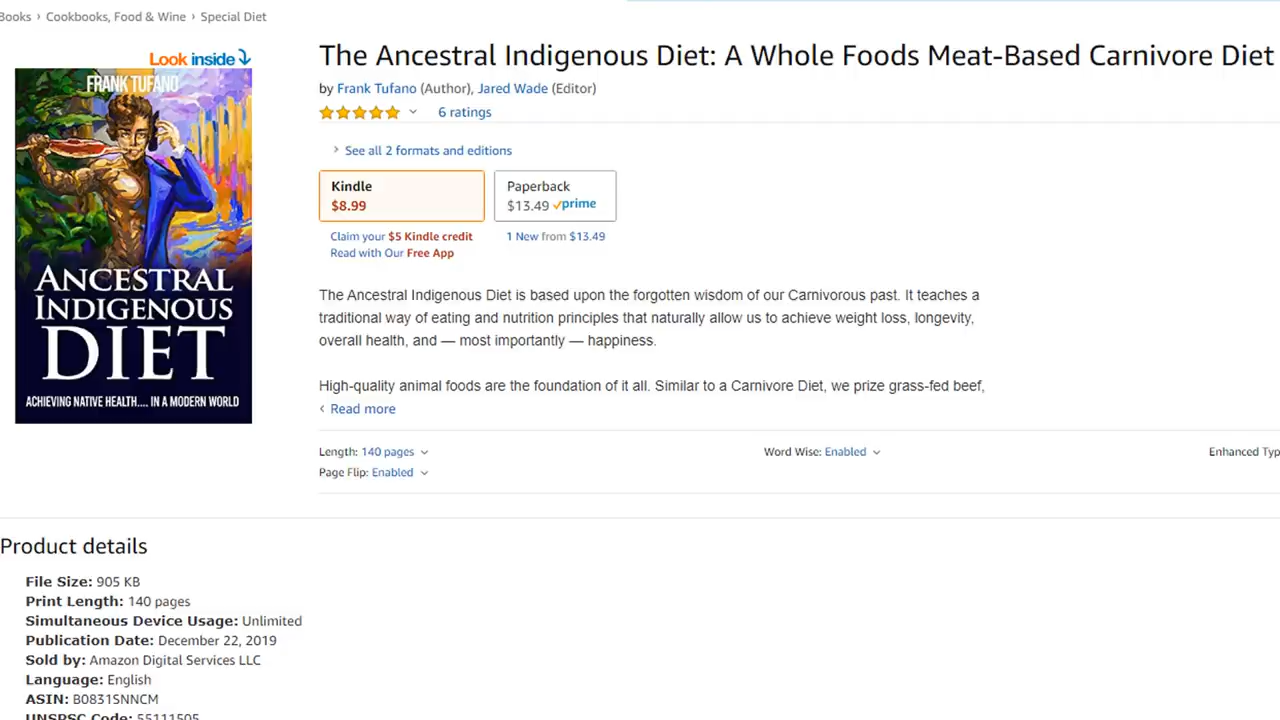 Books › Cookbooks, Food & Wine › Special Diet
Look inside
The Ancestral Indigenous Diet: A Whole Foods Meat-Based Carnivore Diet
by Frank Tufano (Author), Jared Wade (Editor)
6 ratings
See all 2 formats and editions
Kindle
$8.99
Paperback
$13.49 prime
Claim your $5 Kindle credit
Read with Our Free App
1 New from $13.49
FRANK TUFANO
ANCESTRAL
INDIGENOUS
DIET
ACHIEVING NATIVE HEALTH.... IN A MODERN WORLD
The Ancestral Indigenous Diet is based upon the forgotten wisdom of our Carnivorous past. It teaches a
traditional way of eating and nutrition principles that naturally allow us to achieve weight loss, longevity,
overall health, and — most importantly — happiness.
High-quality animal foods are the foundation of it all. Similar to a Carnivore Diet, we prize grass-fed beef,
‹ Read more
Length: 140 pages
Word Wise: Enabled
Enhanced Typ
Page Flip: Enabled
Product details
File Size: 905 KB
Print Length: 140 pages
Simultaneous Device Usage: Unlimited
Publication Date: December 22, 2019
Sold by: Amazon Digital Services LLC
Language: English
ASIN: B0831SNNCM
UNSPSC Code: 55111505